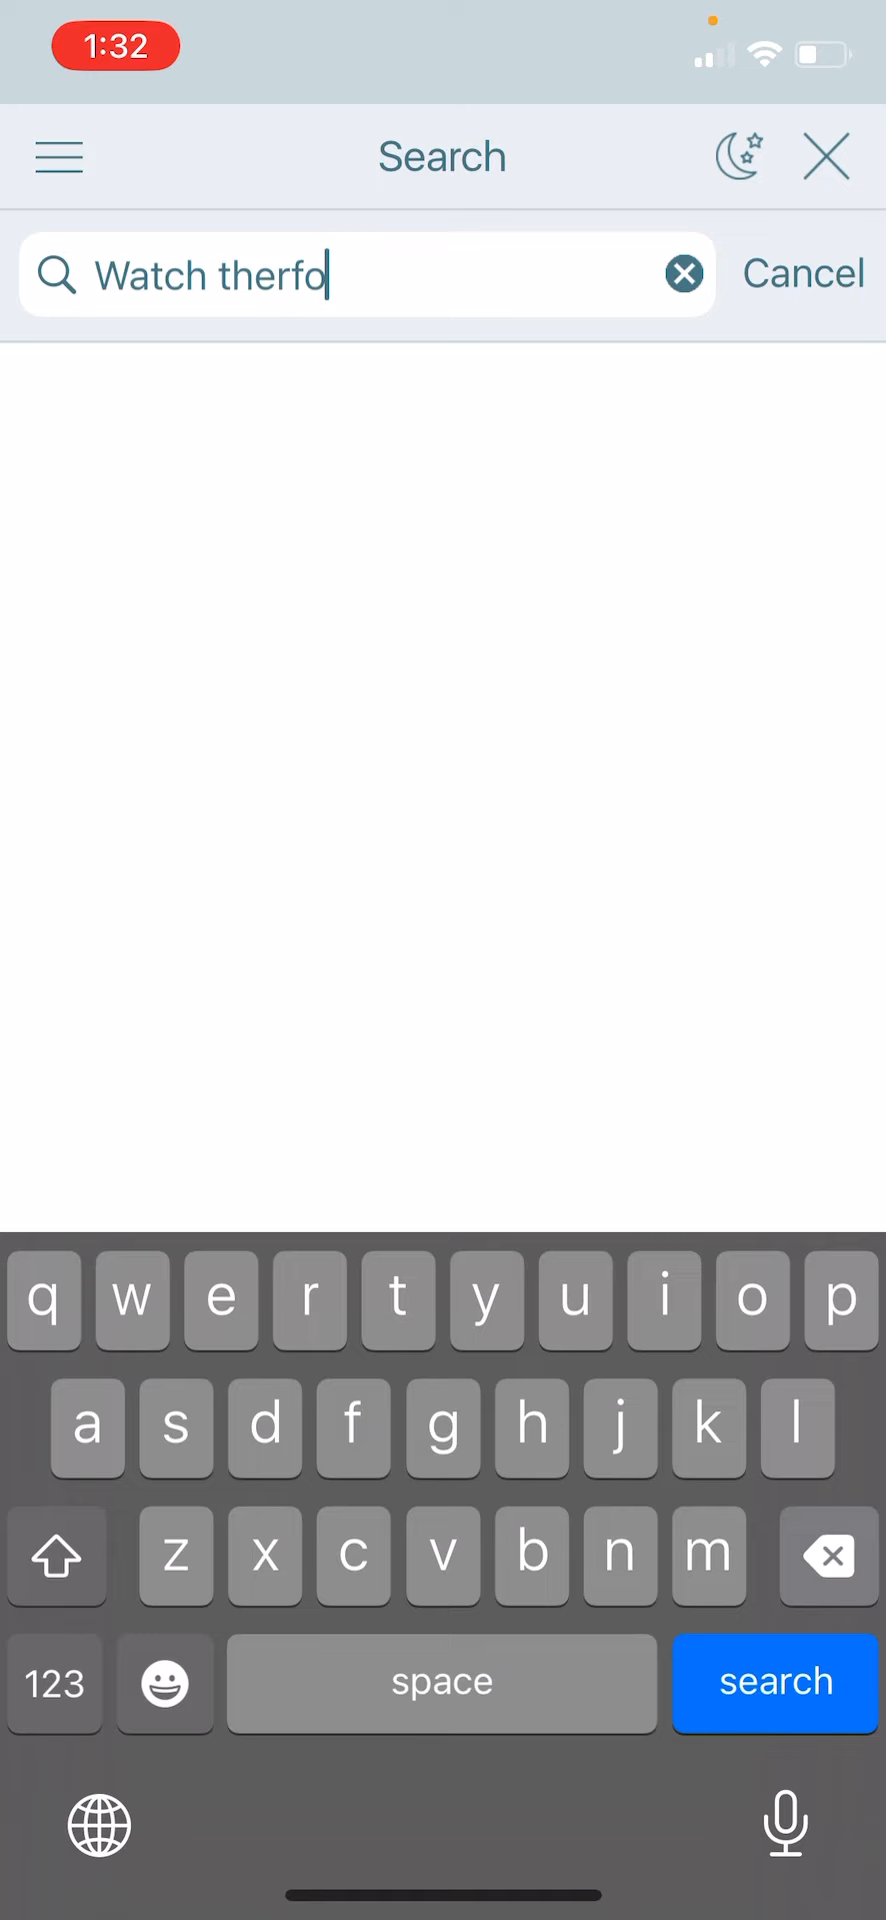 1:32
Search
Watch therfo
Cancel
q w e r t y u i o p
a s d f g h j k l
z x c v b n m
123 space search